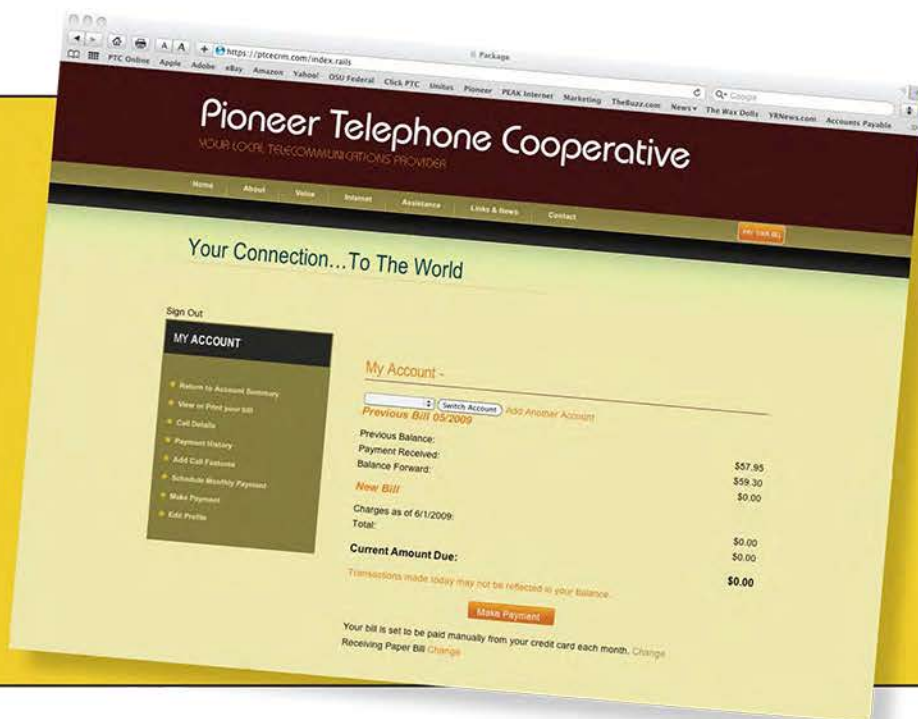 Package
https://ptcecrm.com/index.rails
Google
PTC Online Apple Adobe eBay Amazon Yahoo! OSU Federal Click PTC Unites Pioneer PEAK Internet Marketing TheBuzz.com News The Wax Dolls YRNews.com Accounts Payable
Pioneer Telephone Cooperative
YOUR LOCAL TELECOMMUNICATIONS PROVIDER
Home About Voice Internet Assistance Links & News Contact
PAY YOUR BILL
Your Connection...To The World
Sign Out
MY ACCOUNT
Return to Account Summary
View or Print your bill
Call Details
Payment History
Add Call Features
Schedule Monthly Payment
Make Payment
Edit Profile
My Account -
Switch Account Add Another Account
Previous Bill 05/2009
Previous Balance: $57.95
Payment Received: $59.30
Balance Forward: $0.00
New Bill
Charges as of 6/1/2009: $0.00
Total: $0.00
Current Amount Due: $0.00
Transactions made today may not be reflected in your balance.
Make Payment
Your bill is set to be paid manually from your credit card each month. Change
Receiving Paper Bill Change